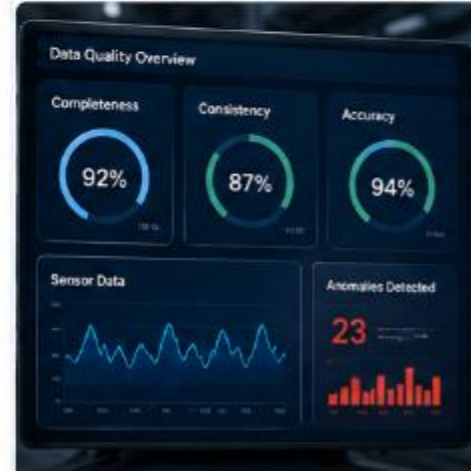 Data Quality Overview
Completeness
Consistency
Accuracy
92%
87%
94%
Sensor Data
Anomalies Detected
23